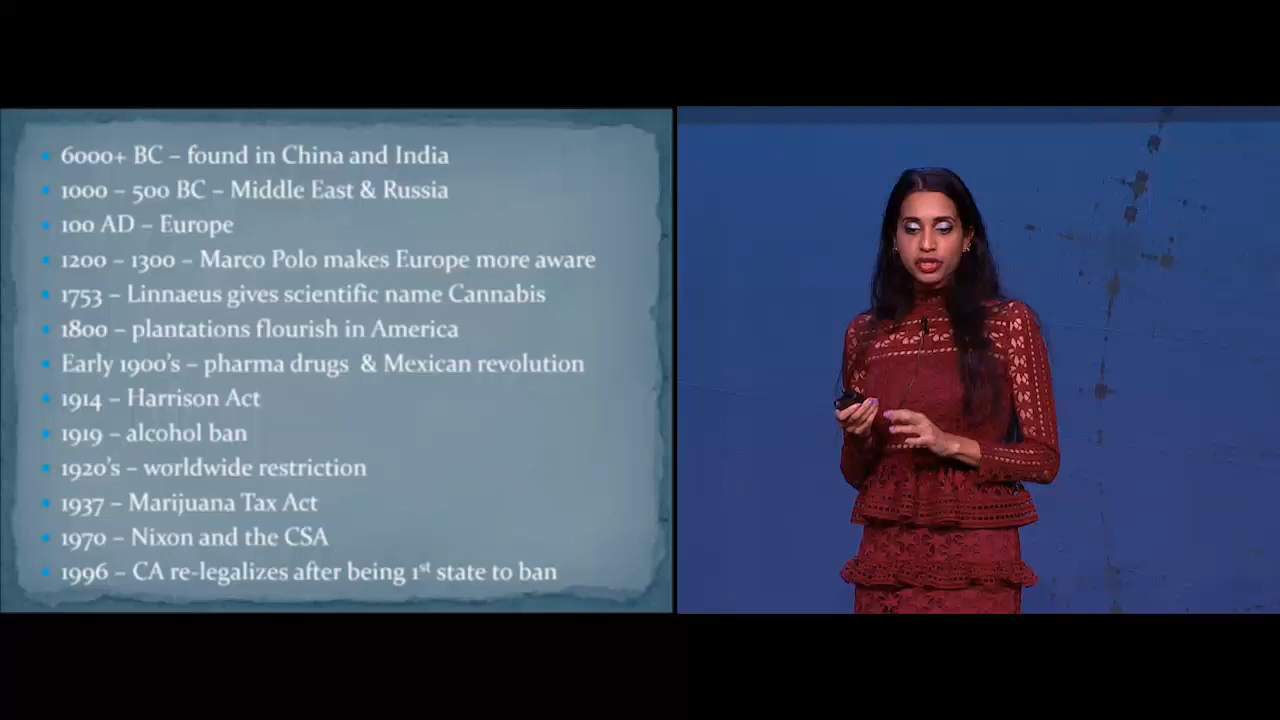 6000+ BC – found in China and India
1000 – 500 BC – Middle East & Russia
100 AD – Europe
1200 – 1300 – Marco Polo makes Europe more aware
1753 – Linnaeus gives scientific name Cannabis
1800 – plantations flourish in America
Early 1900's – pharma drugs & Mexican revolution
1914 – Harrison Act
1919 – alcohol ban
1920's – worldwide restriction
1937 – Marijuana Tax Act
1970 – Nixon and the CSA
1996 – CA re-legalizes after being 1st state to ban